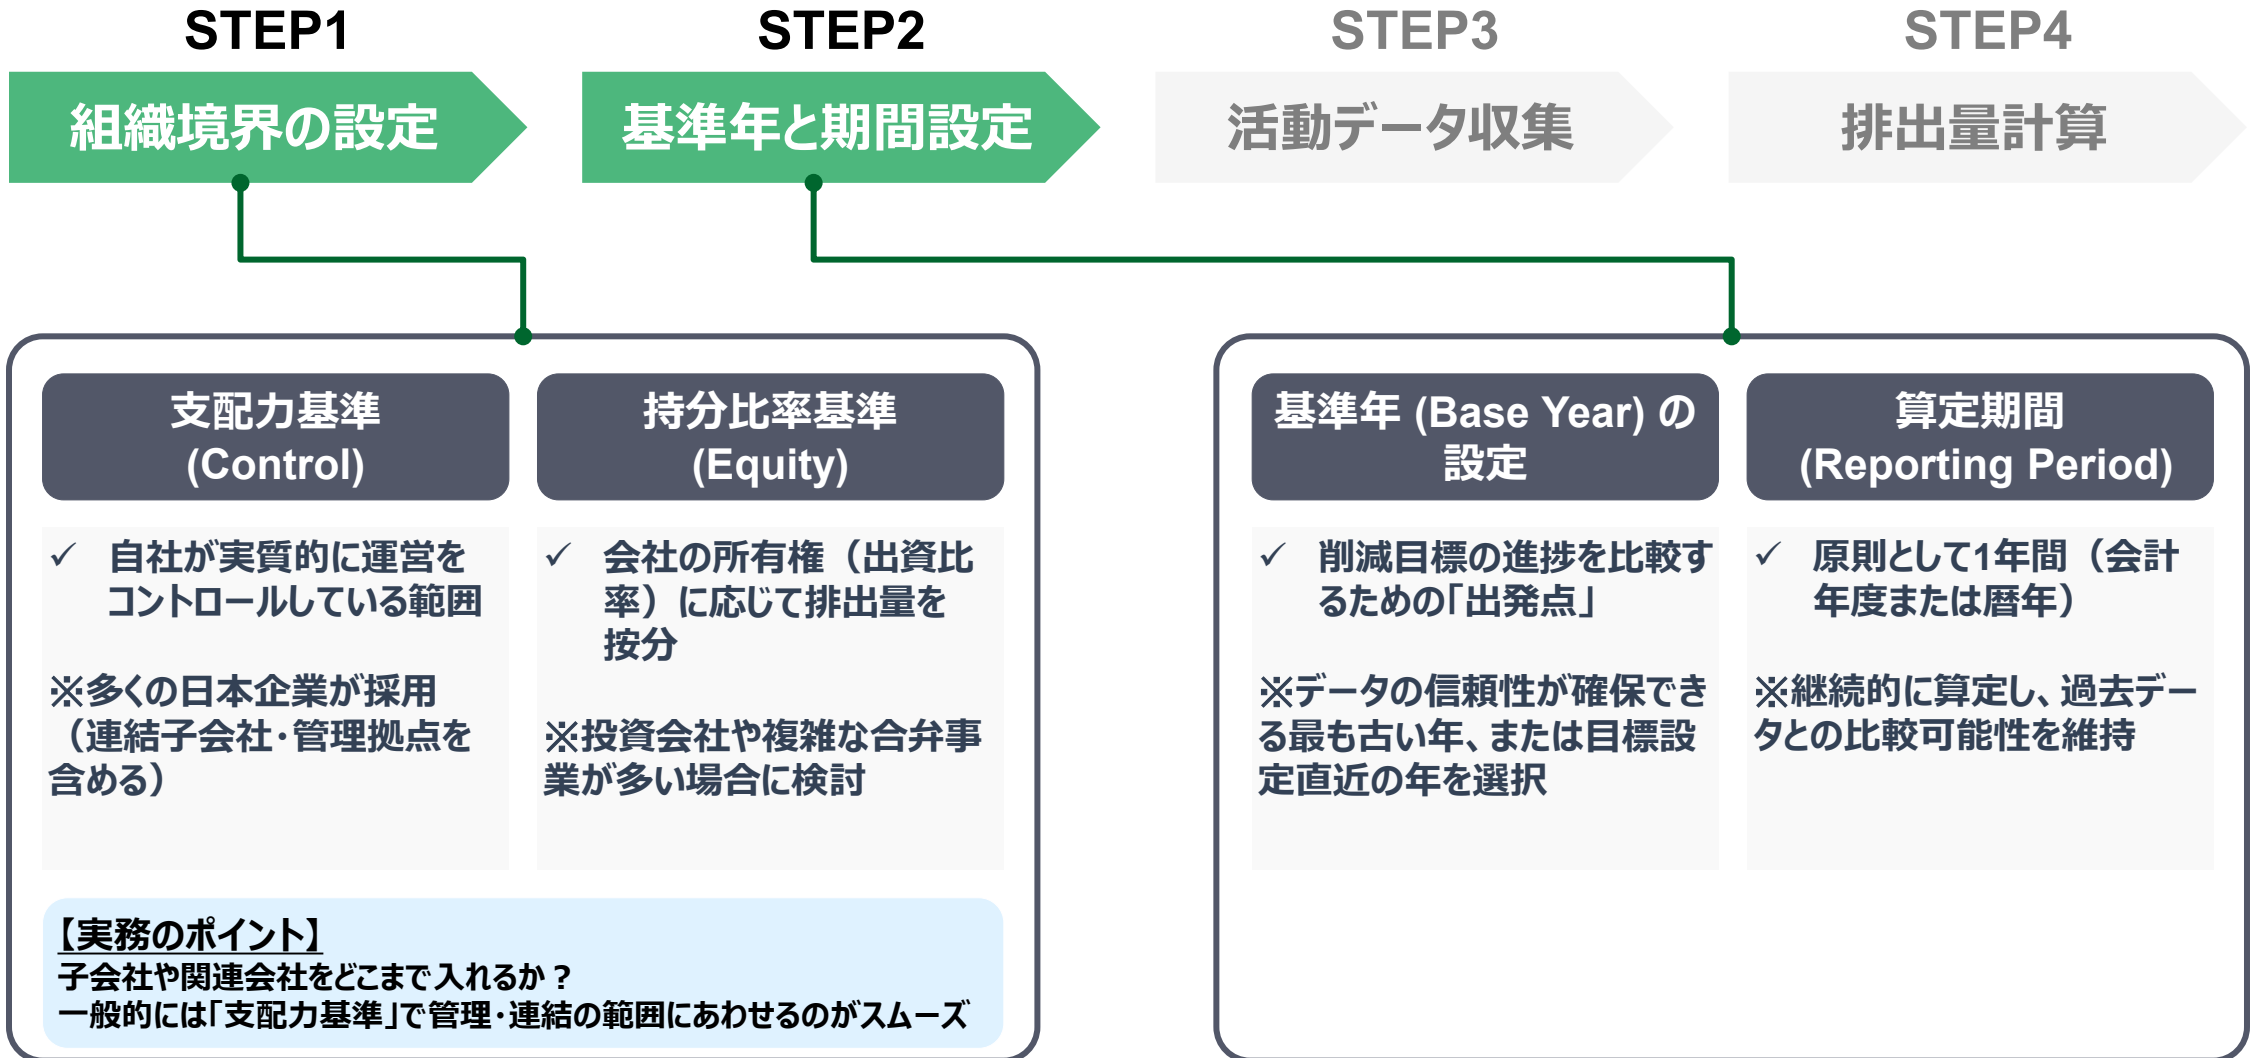 STEP1
STEP2
STEP3
STEP4
組織境界の設定
基準年と期間設定
活動データ収集
排出量計算
支配力基準
(Control)
✓ 自社が実質的に運営を
コントロールしている範囲
※多くの日本企業が採用
（連結子会社・管理拠点を
含める）
持分比率基準
(Equity)
✓ 会社の所有権（出資比
率）に応じて排出量を
按分
※投資会社や複雑な合弁事
業が多い場合に検討
【実務のポイント】
子会社や関連会社をどこまで入れるか？
一般的には「支配力基準」で管理・連結の範囲にあわせるのがスムーズ
基準年 (Base Year) の
設定
✓ 削減目標の進捗を比較す
るための「出発点」
※データの信頼性が確保でき
る最も古い年、または目標設
定直近の年を選択
算定期間
(Reporting Period)
✓ 原則として1年間（会計
年度または暦年）
※継続的に算定し、過去デー
タとの比較可能性を維持